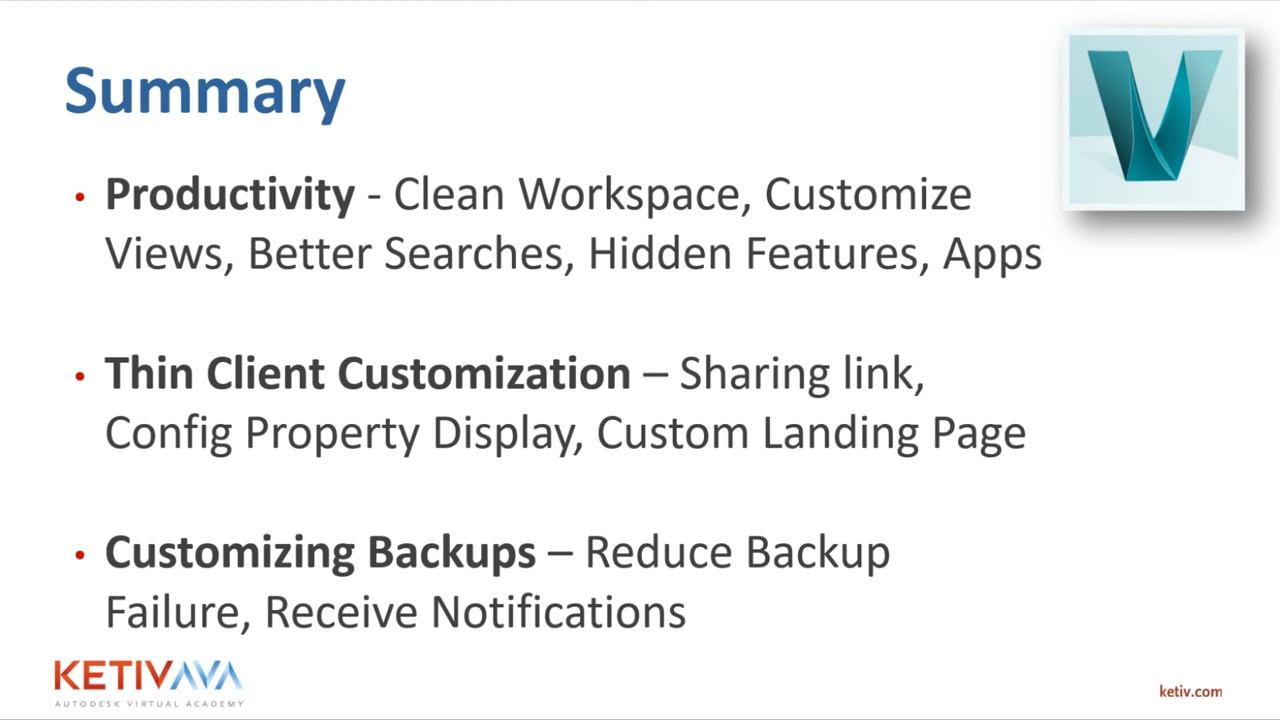 Summary
• Productivity - Clean Workspace, Customize
Views, Better Searches, Hidden Features, Apps
• Thin Client Customization – Sharing link,
Config Property Display, Custom Landing Page
• Customizing Backups – Reduce Backup
Failure, Receive Notifications
KETIVAVA
AUTODESK VIRTUAL ACADEMY
ketiv.com